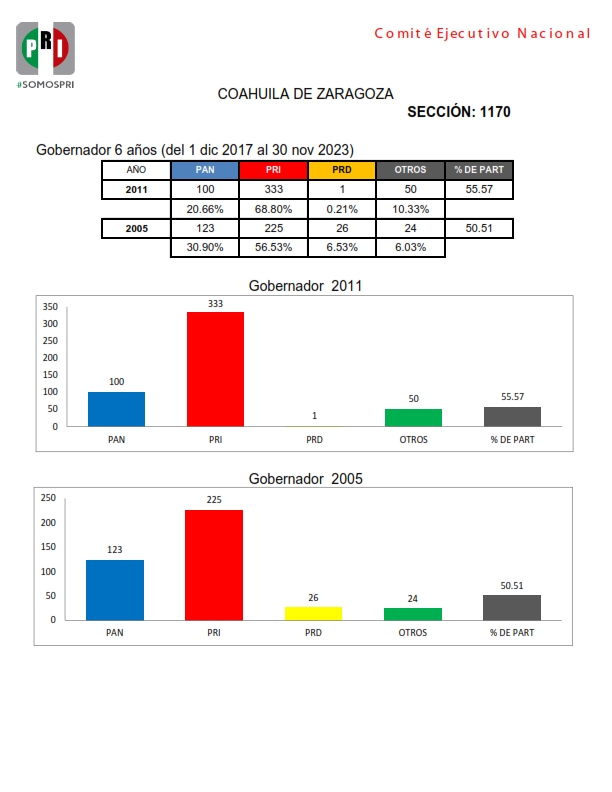 PRI
#SOMOSPRI
Comité Ejecutivo Nacional
COAHUILA DE ZARAGOZA
SECCIÓN: 1170
Gobernador 6 años (del 1 dic 2017 al 30 nov 2023)
AÑO PAN PRI PRD OTROS % DE PART
2011 100 333 1 50 55.57
20.66% 68.80% 0.21% 10.33%
2005 123 225 26 24 50.51
30.90% 56.53% 6.53% 6.03%
Gobernador 2011
350
300
250
200
150
100
50
0
100
333
1
50
55.57
PAN PRI PRD OTROS % DE PART
Gobernador 2005
250
200
150
100
50
0
123
225
26
24
50.51
PAN PRI PRD OTROS % DE PART